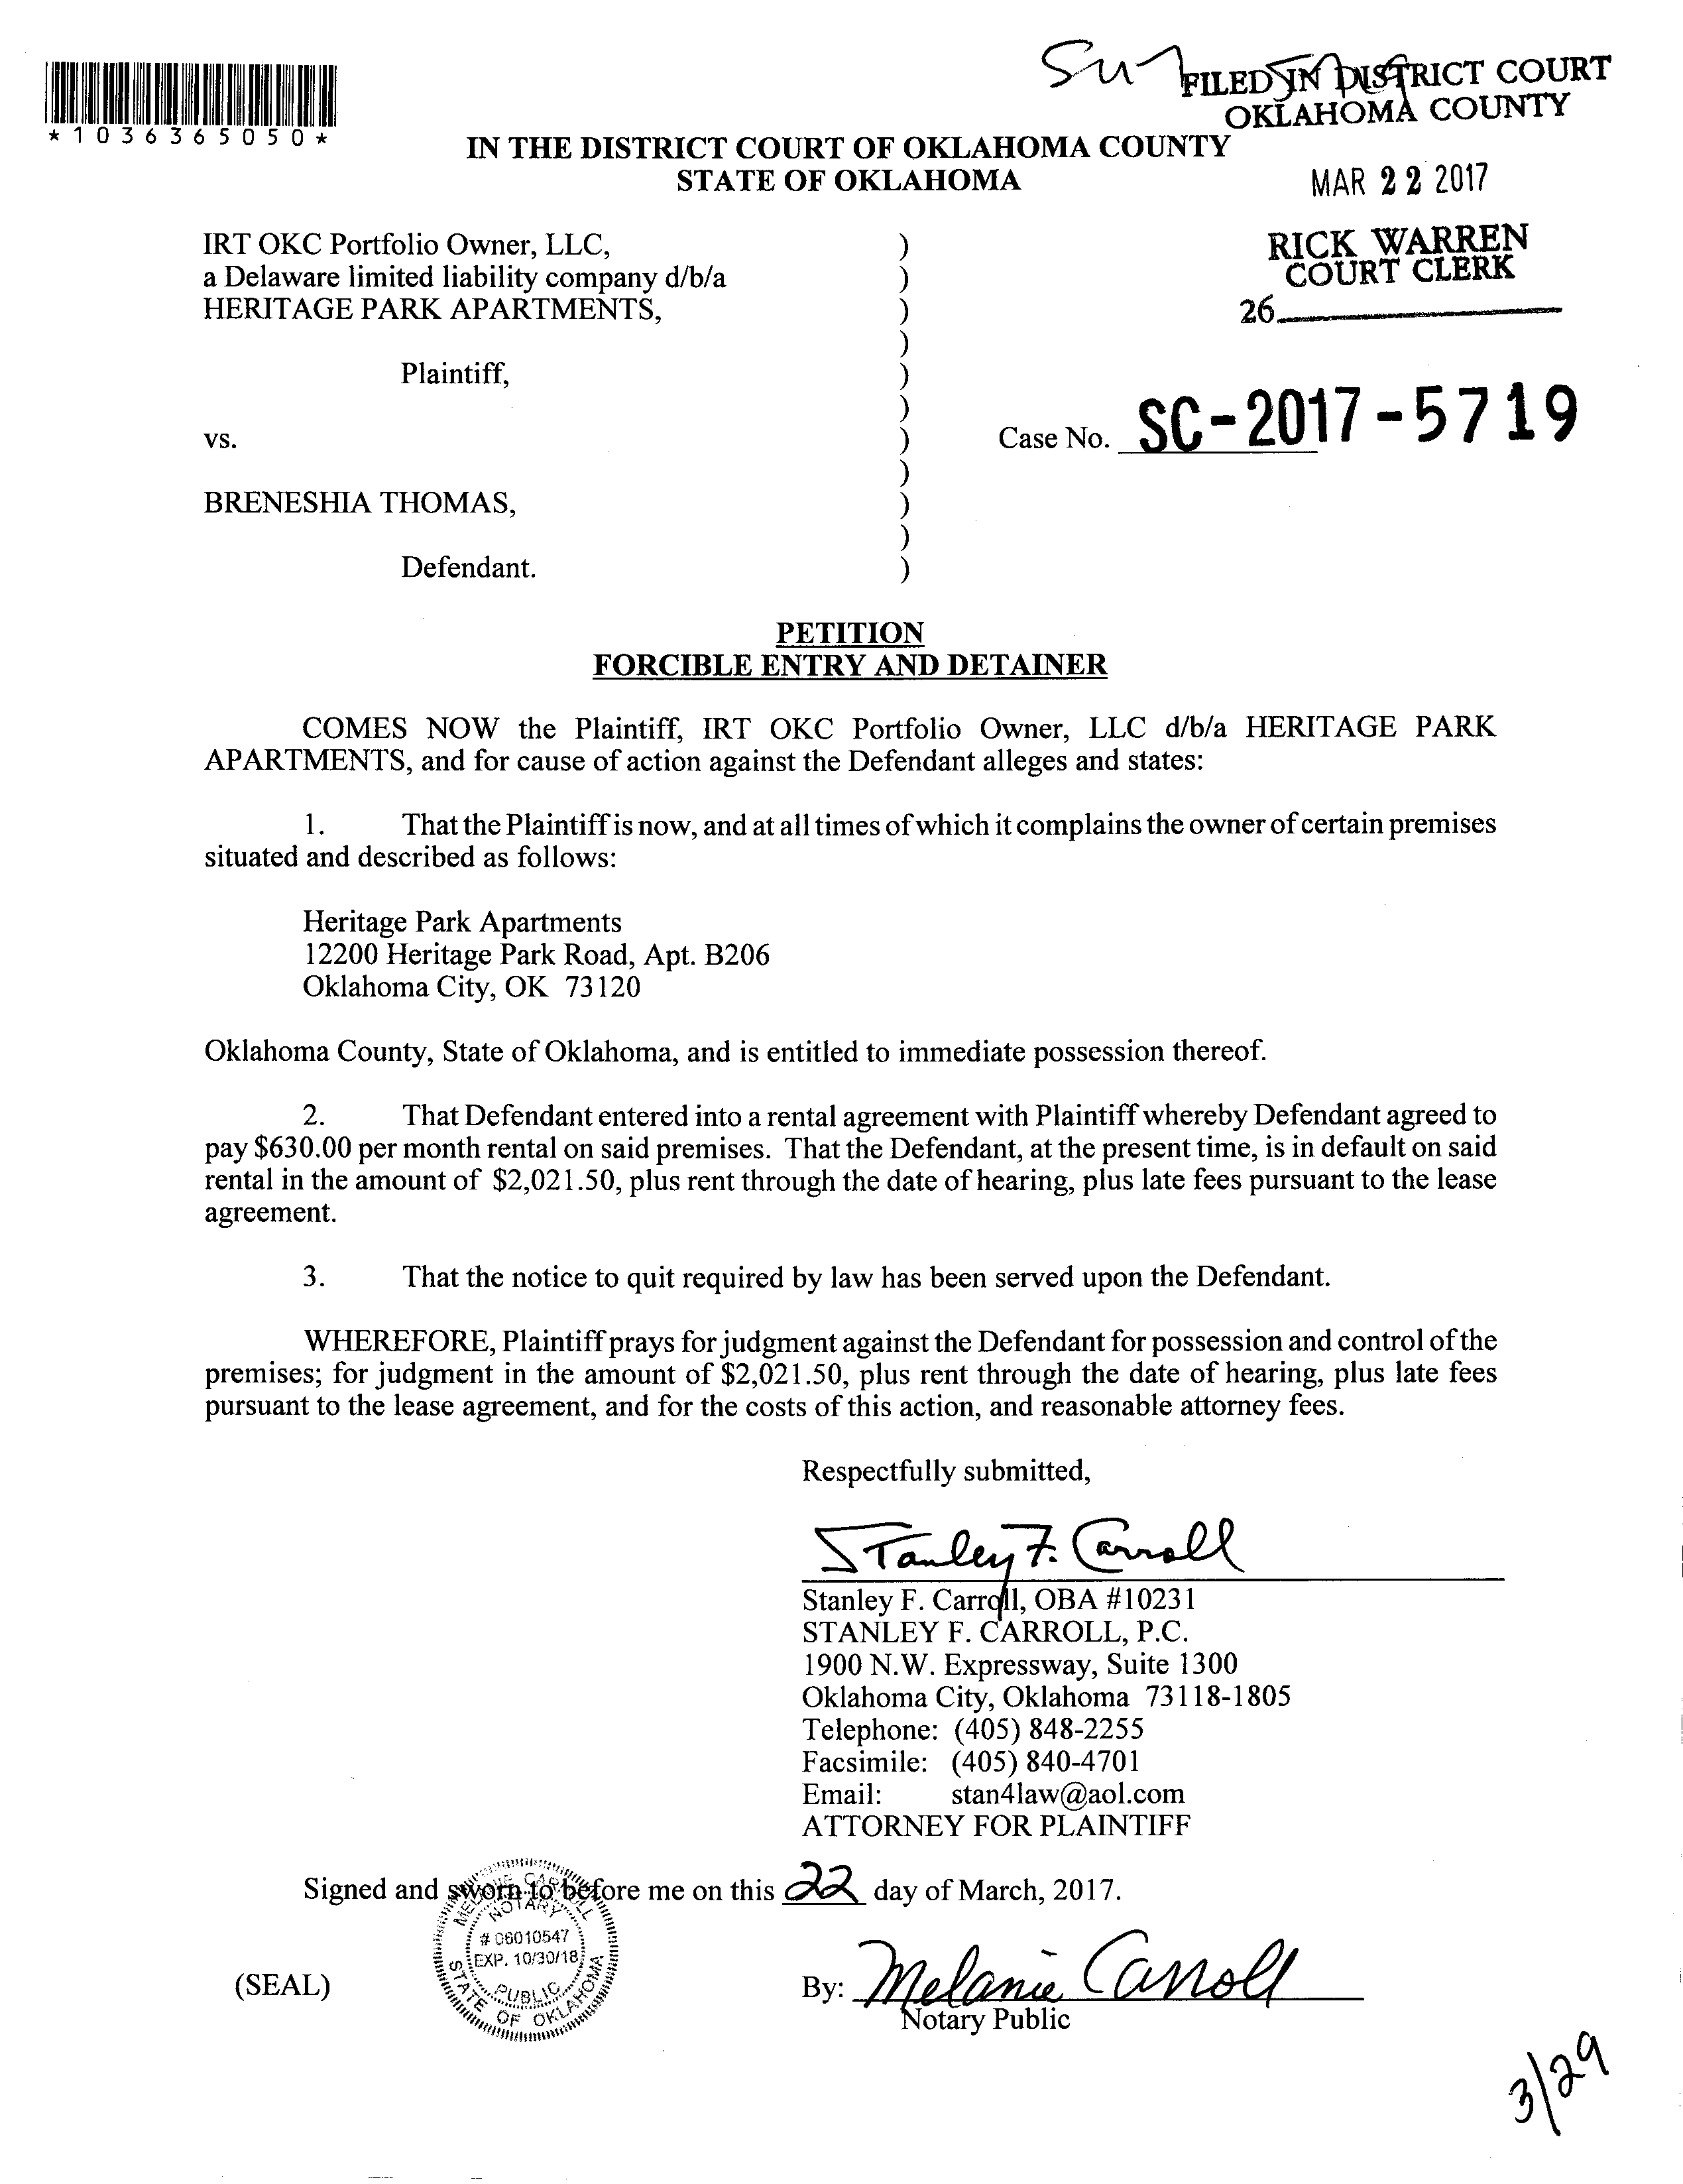 FILED IN DISTRICT COURT
OKLAHOMA COUNTY
*1036365050*
IN THE DISTRICT COURT OF OKLAHOMA COUNTY
STATE OF OKLAHOMA
MAR 22 2017
IRT OKC Portfolio Owner, LLC, )
a Delaware limited liability company d/b/a )
HERITAGE PARK APARTMENTS, )
)
Plaintiff, )
)
vs. )
)
BRENESHIA THOMAS, )
)
Defendant. )
RICK WARREN
COURT CLERK
26
Case No. SC-2017-5719
PETITION
FORCIBLE ENTRY AND DETAINER
COMES NOW the Plaintiff, IRT OKC Portfolio Owner, LLC d/b/a HERITAGE PARK
APARTMENTS, and for cause of action against the Defendant alleges and states:
1. That the Plaintiff is now, and at all times of which it complains the owner of certain premises
situated and described as follows:
Heritage Park Apartments
12200 Heritage Park Road, Apt. B206
Oklahoma City, OK 73120
Oklahoma County, State of Oklahoma, and is entitled to immediate possession thereof.
2. That Defendant entered into a rental agreement with Plaintiff whereby Defendant agreed to
pay $630.00 per month rental on said premises. That the Defendant, at the present time, is in default on said
rental in the amount of $2,021.50, plus rent through the date of hearing, plus late fees pursuant to the lease
agreement.
3. That the notice to quit required by law has been served upon the Defendant.
WHEREFORE, Plaintiff prays for judgment against the Defendant for possession and control of the
premises; for judgment in the amount of $2,021.50, plus rent through the date of hearing, plus late fees
pursuant to the lease agreement, and for the costs of this action, and reasonable attorney fees.
Respectfully submitted,
Stanley F. Carroll
Stanley F. Carroll, OBA #10231
STANLEY F. CARROLL, P.C.
1900 N.W. Expressway, Suite 1300
Oklahoma City, Oklahoma 73118-1805
Telephone: (405) 848-2255
Facsimile: (405) 840-4701
Email: stan4law@aol.com
ATTORNEY FOR PLAINTIFF
Signed and sworn to before me on this 22 day of March, 2017.
MELANIE CARROLL
NOTARY
# 06010547
EXP. 10/30/18
PUBLIC
STATE OF OKLAHOMA
(SEAL)
By: Melanie Carroll
Notary Public
3/29